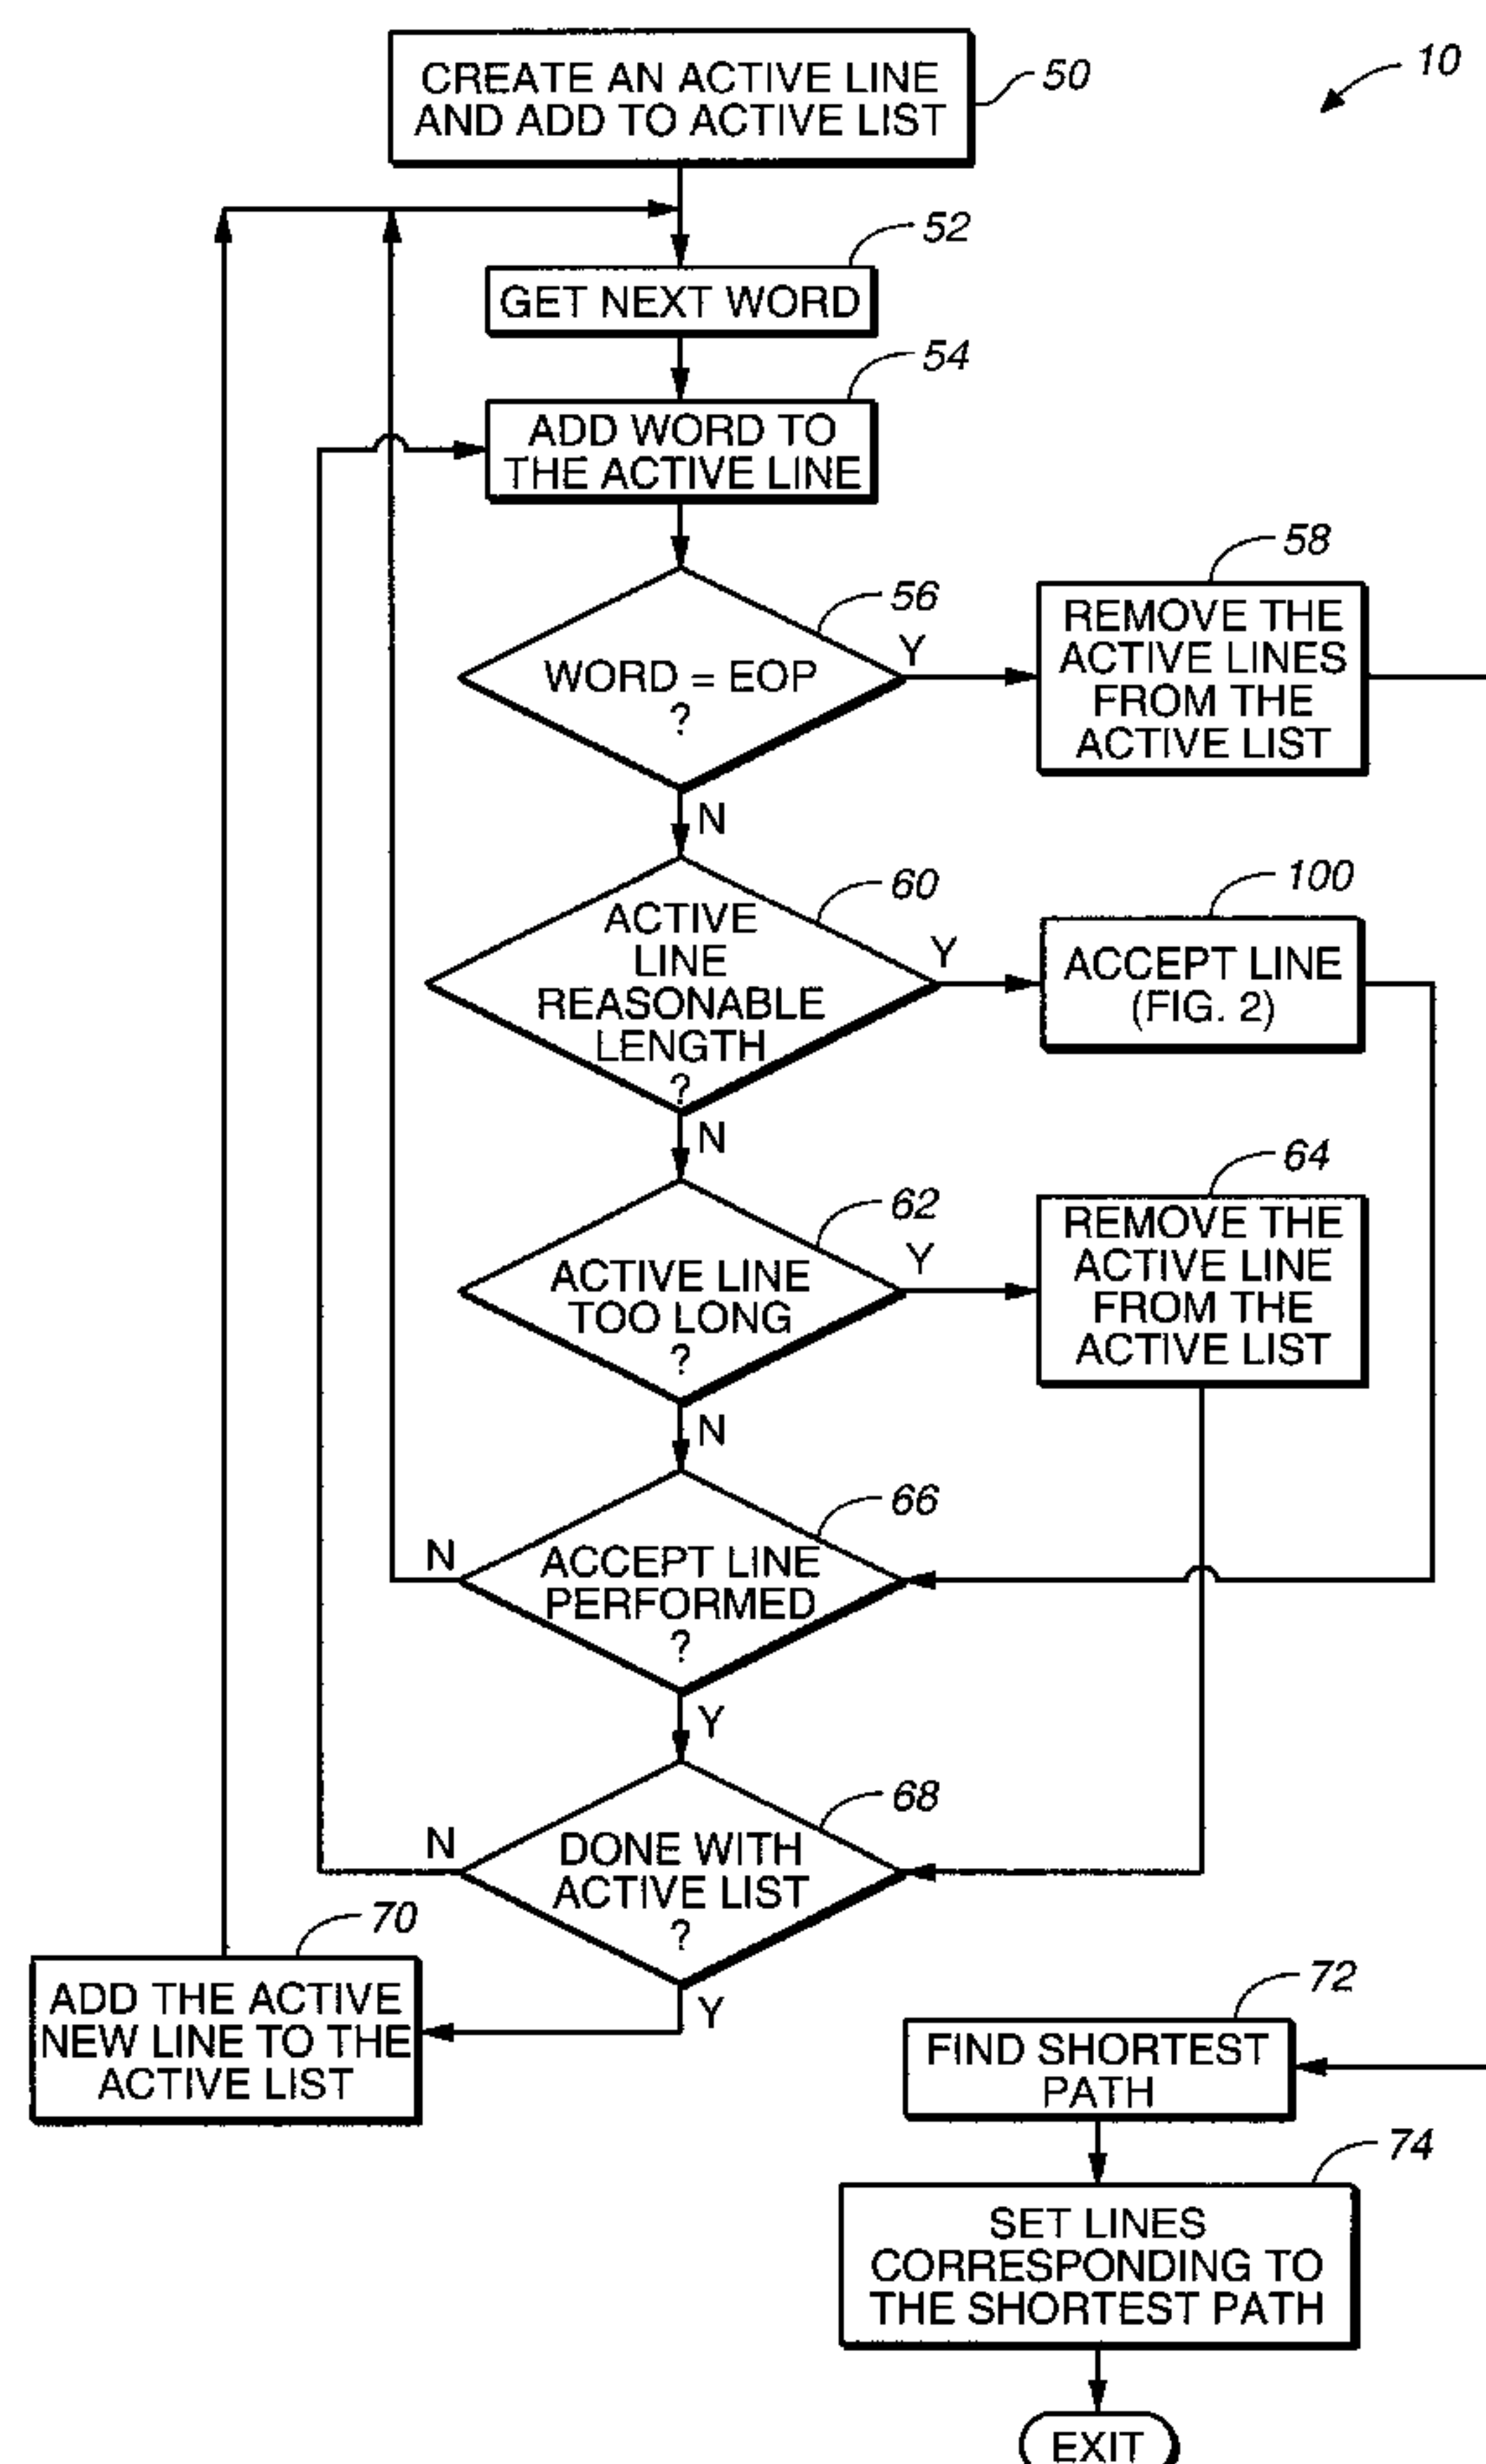 CREATE AN ACTIVE LINE
AND ADD TO ACTIVE LIST
50
10
52
GET NEXT WORD
54
ADD WORD TO
THE ACTIVE LINE
56
WORD = EOP
?
Y
N
58
REMOVE THE
ACTIVE LINES
FROM THE
ACTIVE LIST
60
ACTIVE
LINE
REASONABLE
LENGTH
?
Y
N
100
ACCEPT LINE
(FIG. 2)
62
ACTIVE LINE
TOO LONG
?
Y
N
64
REMOVE THE
ACTIVE LINE
FROM THE
ACTIVE LIST
66
ACCEPT LINE
PERFORMED
?
N
Y
68
DONE WITH
ACTIVE LIST
?
N
Y
70
ADD THE ACTIVE
NEW LINE TO THE
ACTIVE LIST
72
FIND SHORTEST
PATH
74
SET LINES
CORRESPONDING TO
THE SHORTEST PATH
EXIT